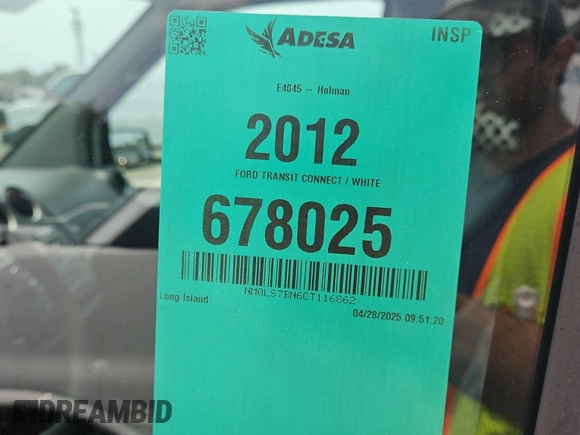 ADESA
INSP
E4645 - Holman
2012
FORD TRANSIT CONNECT / WHITE
678025
NM0LS7BN6CT116862
Long Island
04/28/2025 09:51:20
DREAMBID